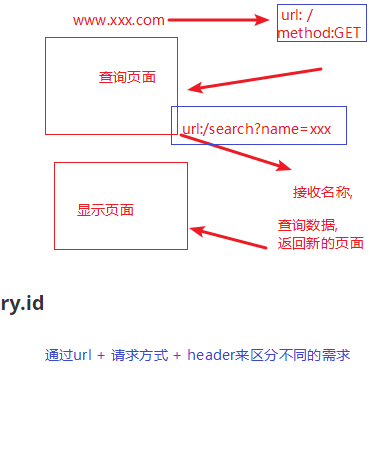 www.xxx.com
url: /
method:GET
查询页面
url:/search?name=xxx
接收名称,
显示页面
查询数据,
返回新的页面
ry.id
通过url + 请求方式 + header来区分不同的需求